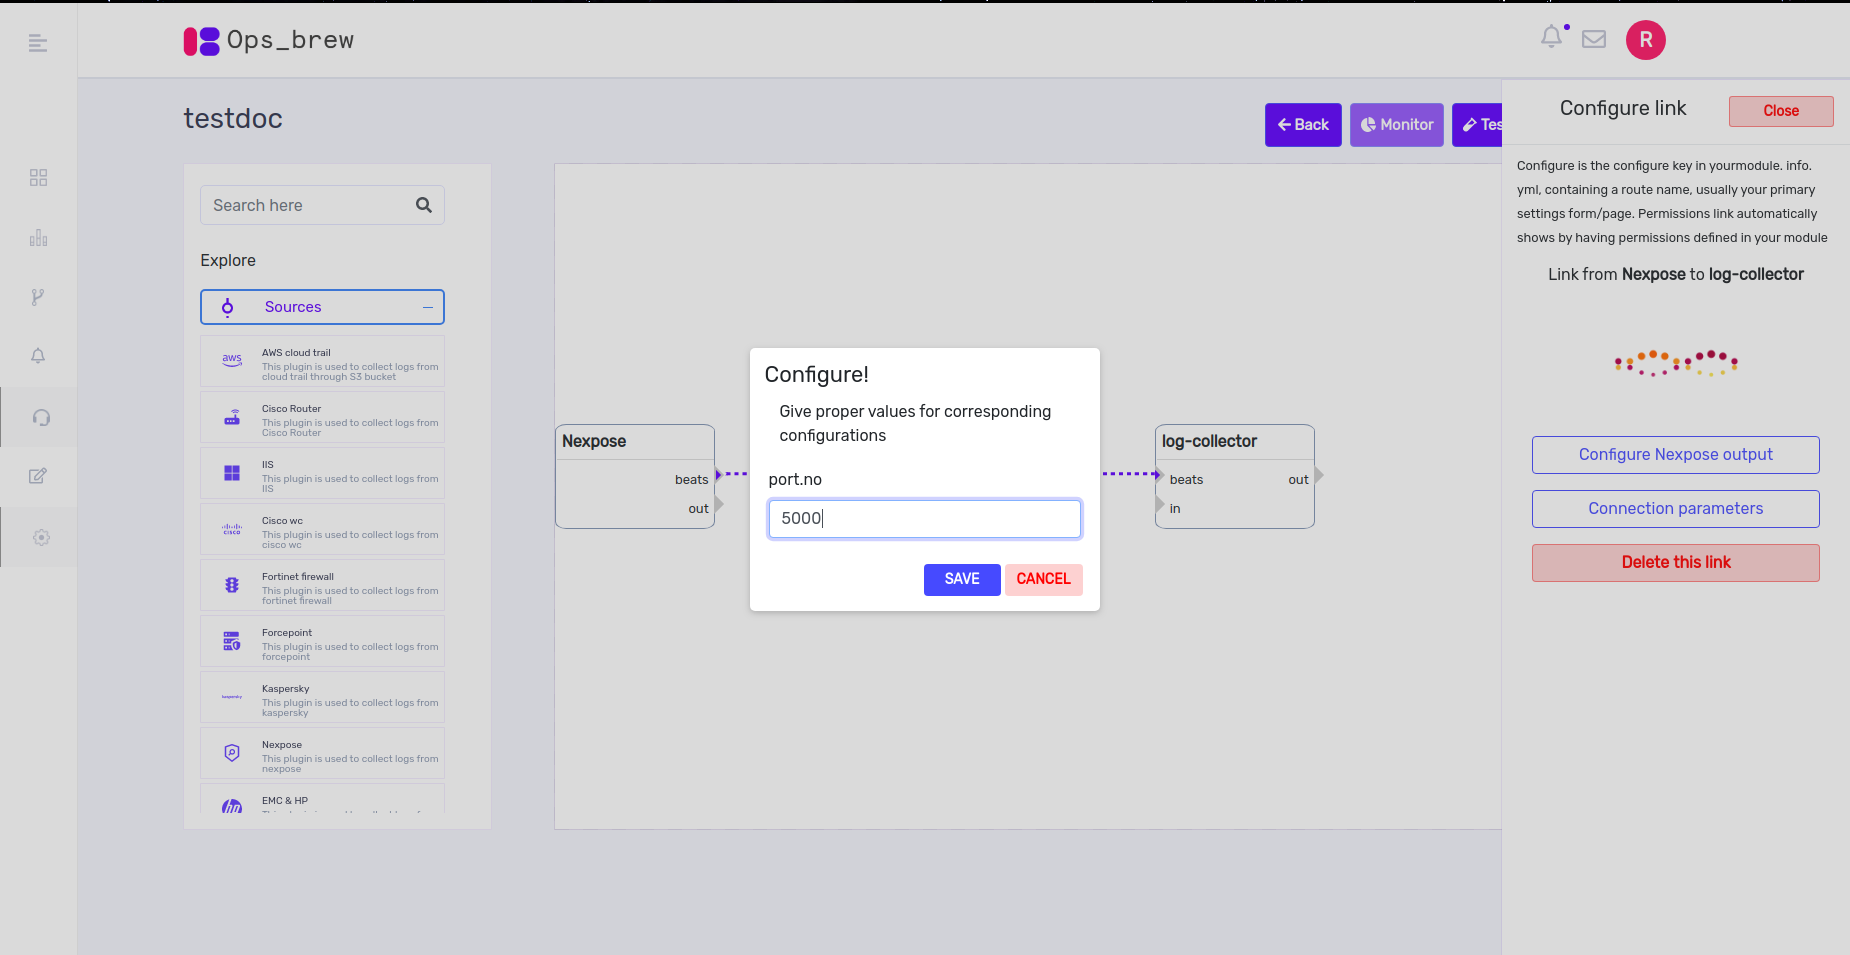 Ops_brew
R
testdoc
Back
Monitor
Tes
Search here
Explore
Sources
AWS cloud trail
This plugin is used to collect logs from
cloud trail through S3 bucket
Cisco Router
This plugin is used to collect logs from
Cisco Router
IIS
This plugin is used to collect logs from
IIS
Cisco wc
This plugin is used to collect logs from
cisco wc
Fortinet firewall
This plugin is used to collect logs from
fortinet firewall
Forcepoint
This plugin is used to collect logs from
forcepoint
Kaspersky
This plugin is used to collect logs from
kaspersky
Nexpose
This plugin is used to collect logs from
nexpose
EMC & HP
aws
CISCO
kaspersky
hp
Nexpose
beats
out
Configure!
Give proper values for corresponding
configurations
port.no
5000
SAVE
CANCEL
log-collector
beats
out
in
Configure link
Close
Configure is the configure key in yourmodule. info.
yml, containing a route name, usually your primary
settings form/page. Permissions link automatically
shows by having permissions defined in your module
Link from Nexpose to log-collector
Configure Nexpose output
Connection parameters
Delete this link